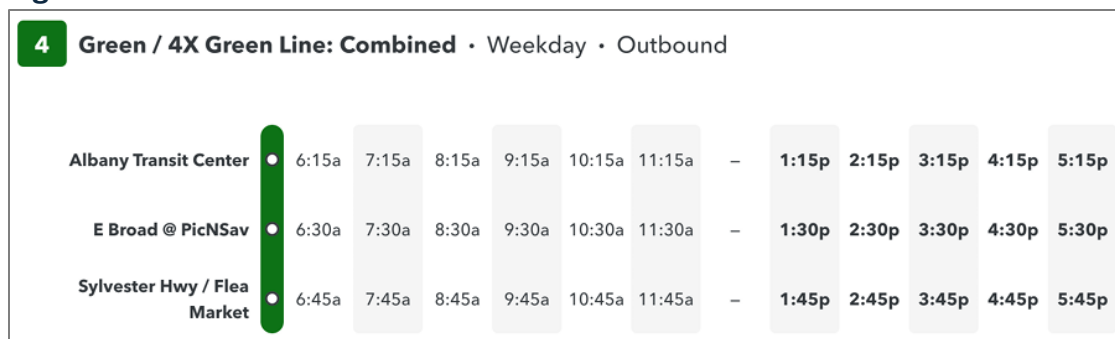 4 Green / 4X Green Line: Combined • Weekday • Outbound
Albany Transit Center 6:15a 7:15a 8:15a 9:15a 10:15a 11:15a – 1:15p 2:15p 3:15p 4:15p 5:15p
E Broad @ PicNSav 6:30a 7:30a 8:30a 9:30a 10:30a 11:30a – 1:30p 2:30p 3:30p 4:30p 5:30p
Sylvester Hwy / Flea
Market 6:45a 7:45a 8:45a 9:45a 10:45a 11:45a – 1:45p 2:45p 3:45p 4:45p 5:45p